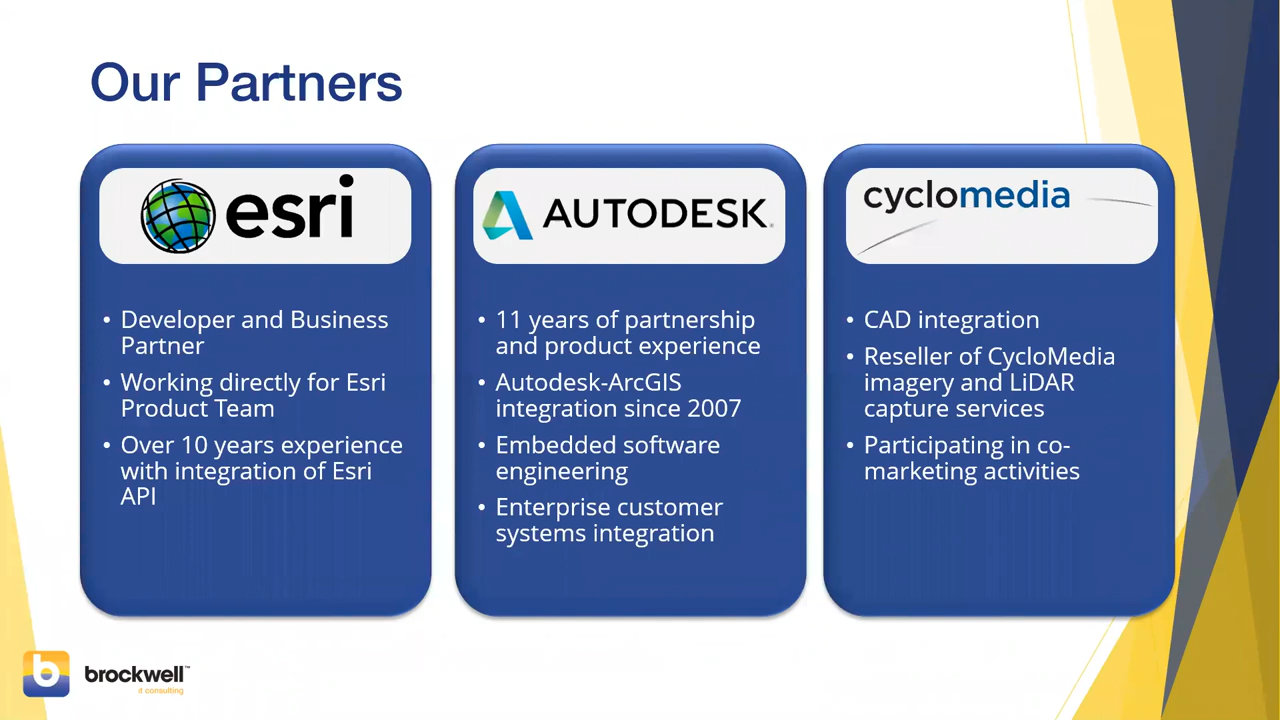 Our Partners
esri
• Developer and Business
Partner
• Working directly for Esri
Product Team
• Over 10 years experience
with integration of Esri
API
AUTODESK.
• 11 years of partnership
and product experience
• Autodesk-ArcGIS
integration since 2007
• Embedded software
engineering
• Enterprise customer
systems integration
cyclomedia
• CAD integration
• Reseller of CycloMedia
imagery and LiDAR
capture services
• Participating in co-
marketing activities
b
brockwell™
it consulting